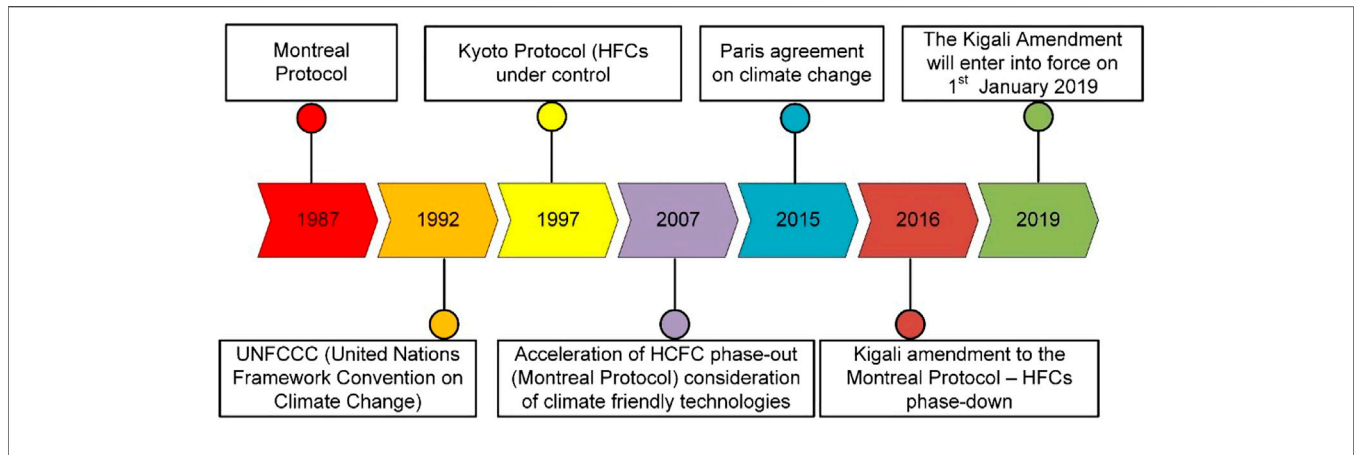 Montreal
Protocol
Kyoto Protocol (HFCs
under control
Paris agreement
on climate change
The Kigali Amendment
will enter into force on
1st January 2019
1987
1992
1997
2007
2015
2016
2019
UNFCCC (United Nations
Framework Convention on
Climate Change)
Acceleration of HCFC phase-out
(Montreal Protocol) consideration
of climate friendly technologies
Kigali amendment to the
Montreal Protocol – HFCs
phase-down